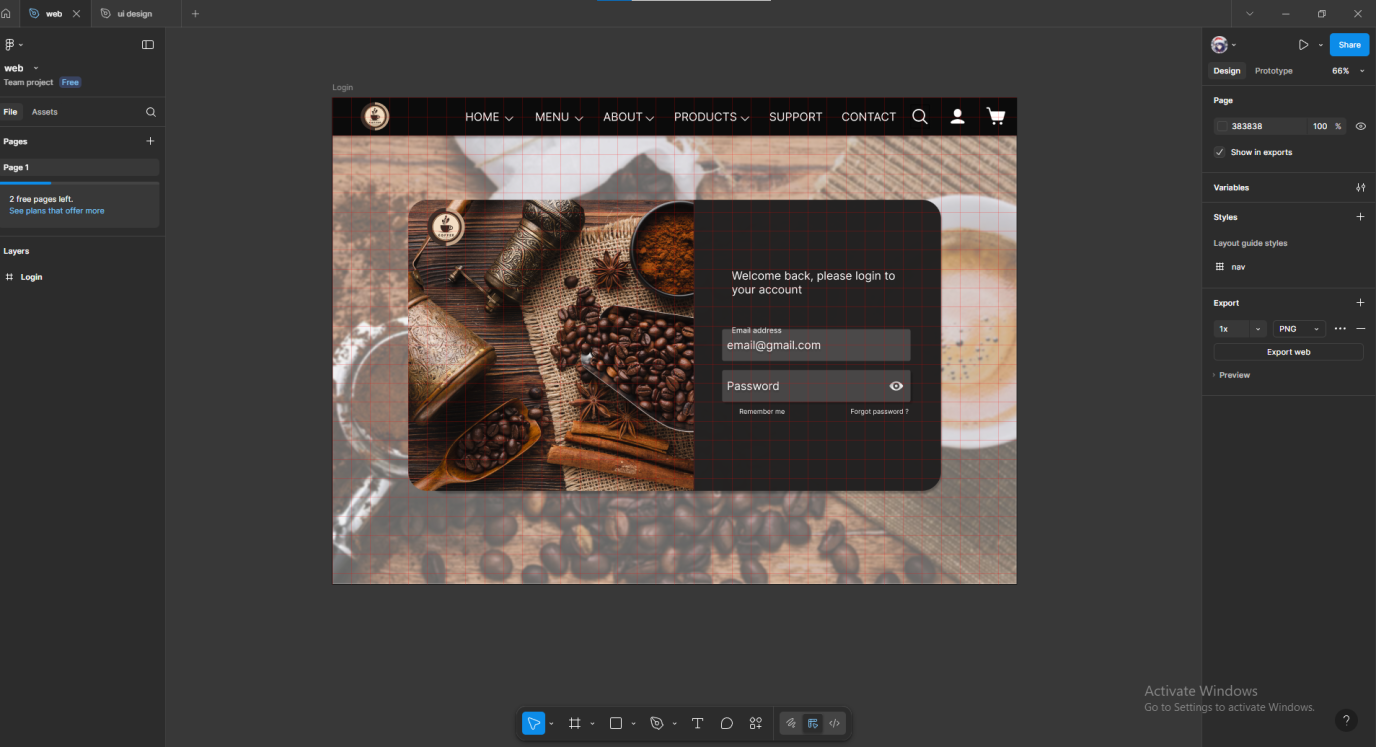 web
ui design
web
Team project Free
File Assets
Pages
Page 1
2 free pages left.
See plans that offer more
Layers
Login
Login
HOME MENU ABOUT PRODUCTS SUPPORT CONTACT
COFFEE
Welcome back, please login to
your account
Email address
email@gmail.com
Password
Remember me Forgot password ?
Share
Design Prototype 66%
Page
383838 100 %
Show in exports
Variables
Styles
Layout guide styles
nav
Export
1x PNG
Export web
Preview
Activate Windows
Go to Settings to activate Windows.